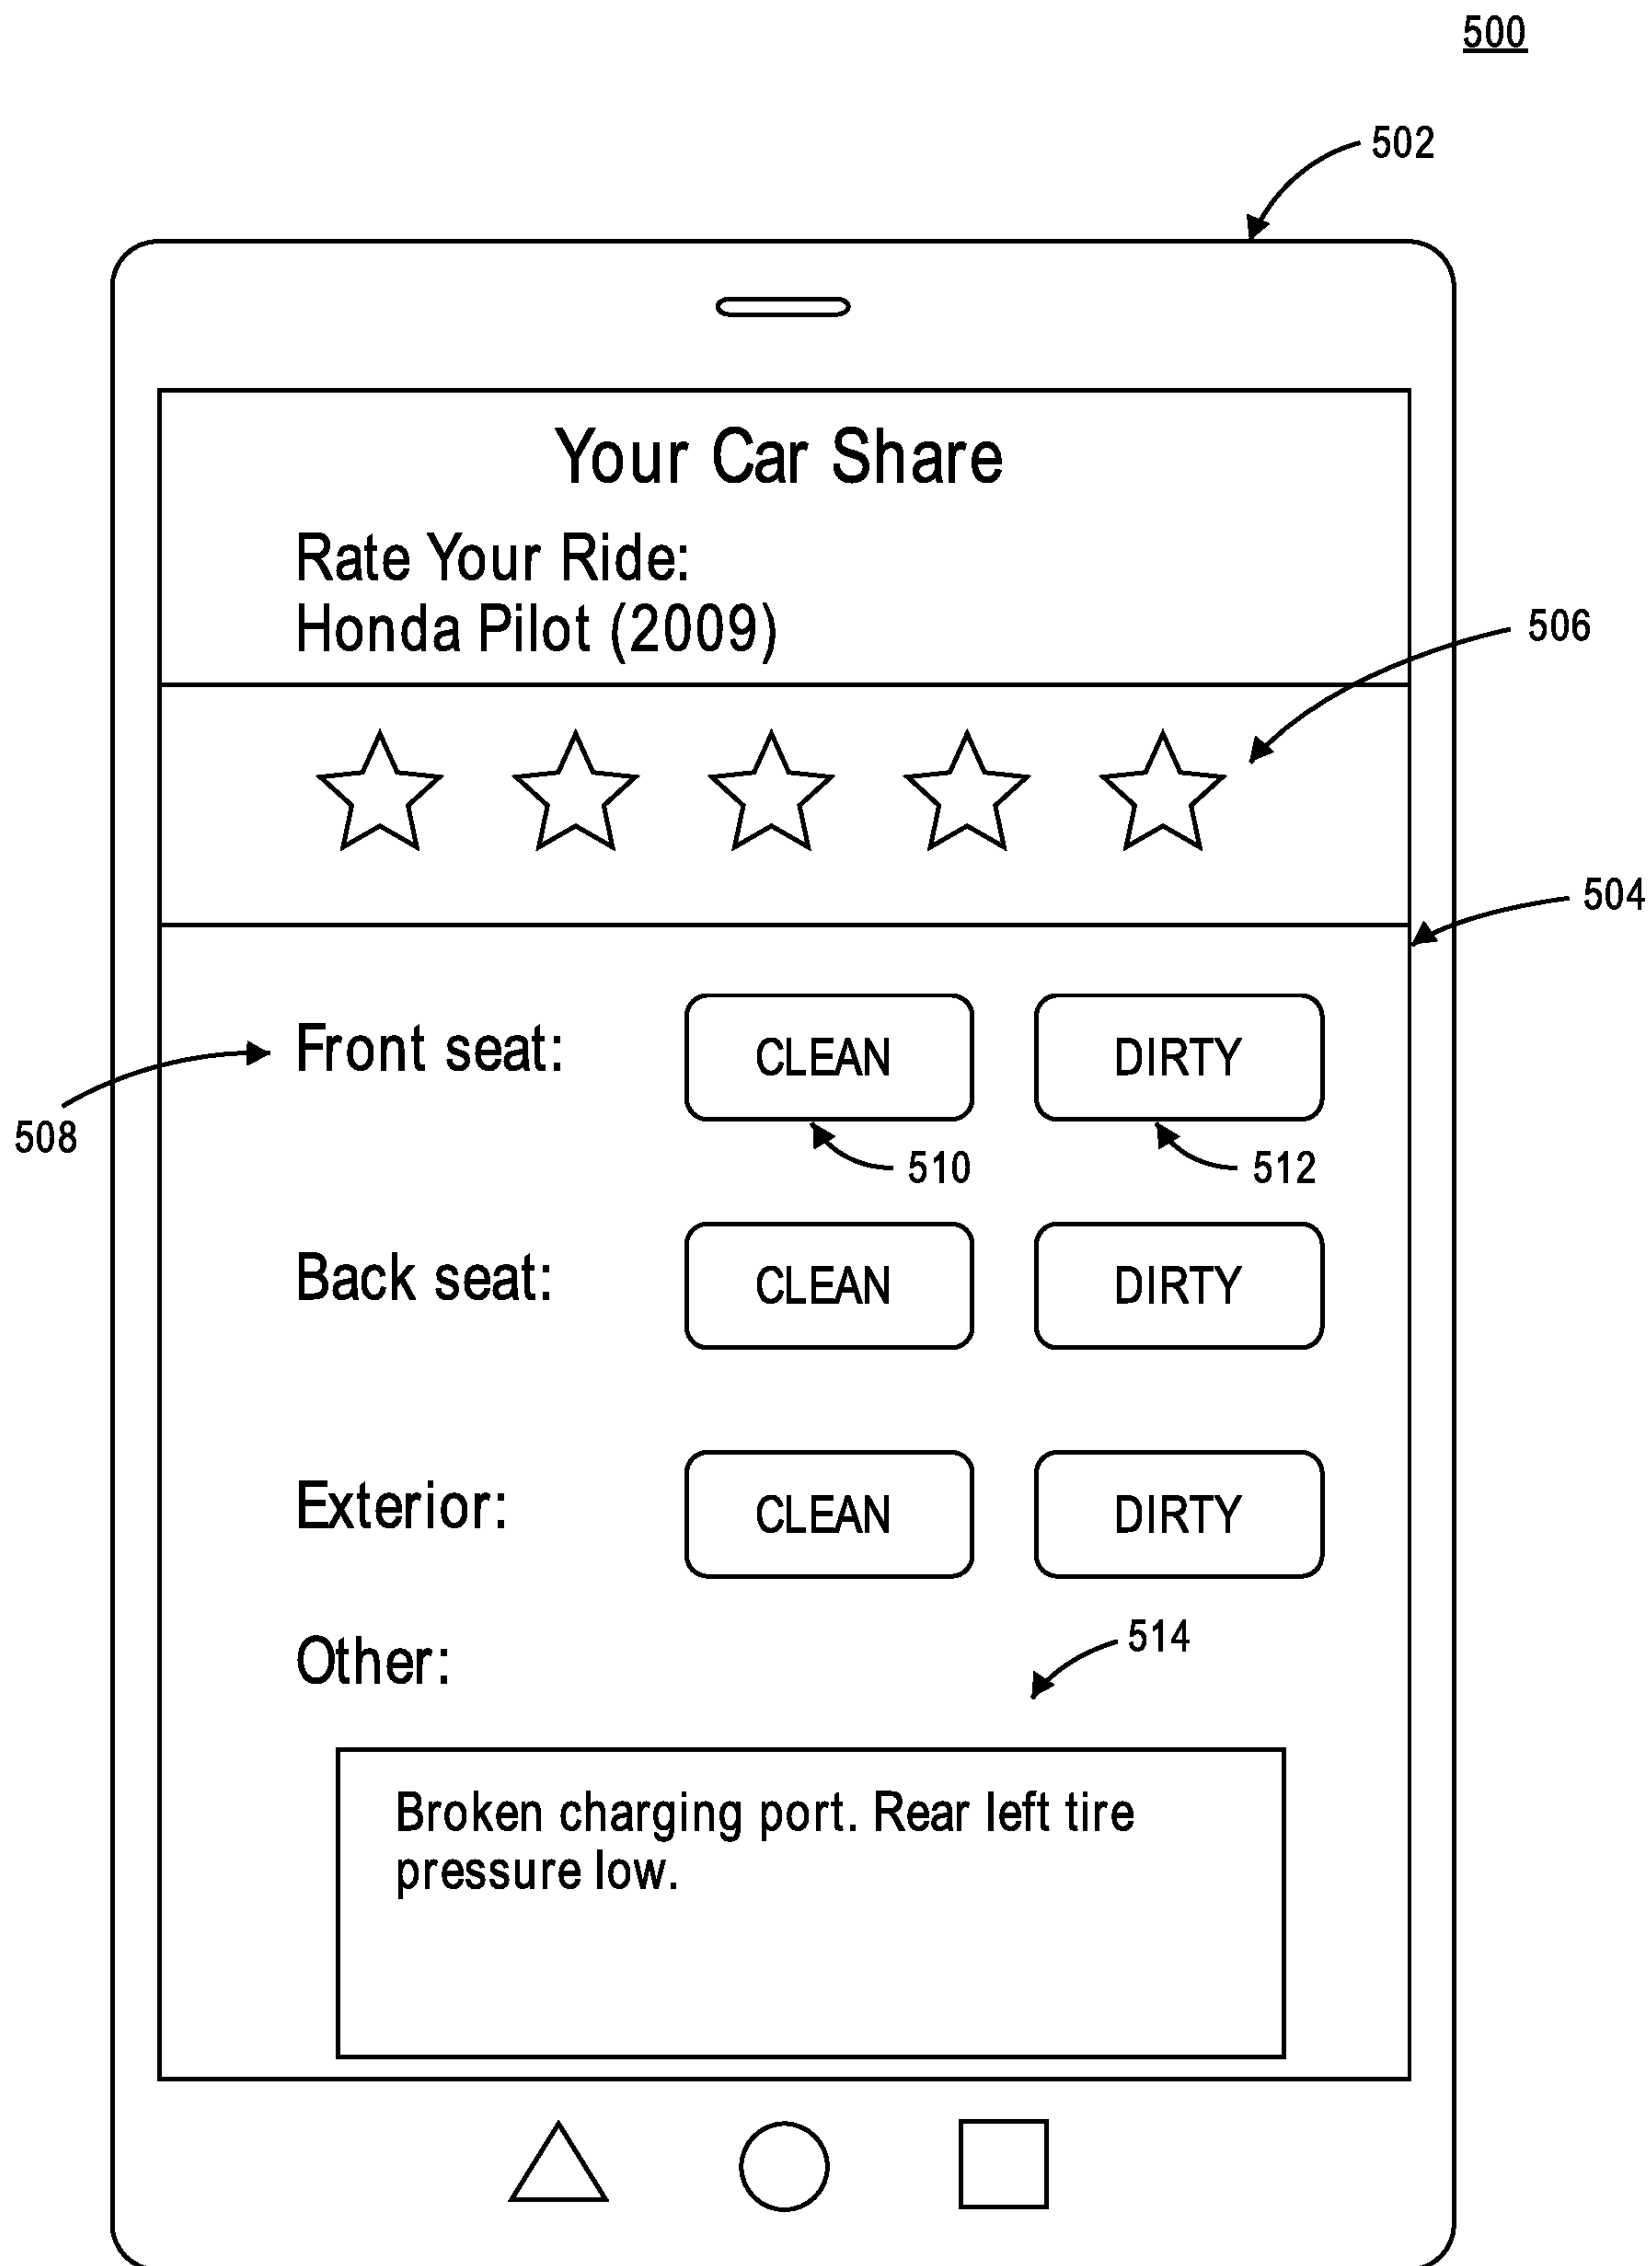 500
502
Your Car Share
Rate Your Ride:
Honda Pilot (2009)
506
504
Front seat: CLEAN DIRTY
508
510 512
Back seat: CLEAN DIRTY
Exterior: CLEAN DIRTY
514
Other:
Broken charging port. Rear left tire
pressure low.